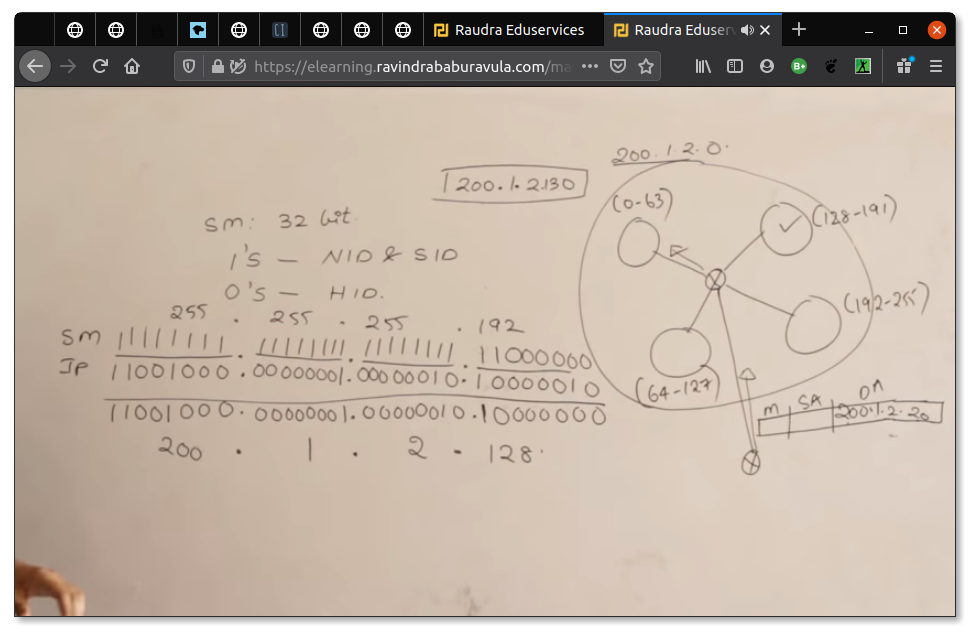 Raudra Eduservices
Raudra Eduserv
https://elearning.ravindrababuravula.com/ma
200.1.2.0.
200.1.2.130
(0-63)
(128-191)
SM: 32 bit.
1'S - NID & SID
0'S - HID.
(192-255)
255 . 255 . 255 . 192
SM 11111111 . 11111111 . 11111111 . 11000000
IP 11001000 . 00000001 . 00000010 . 10000010
(64-127)
M SA DA
200.1.2.20
11001000 . 00000001 . 00000010 . 10000000
200 . 1 . 2 . 128.